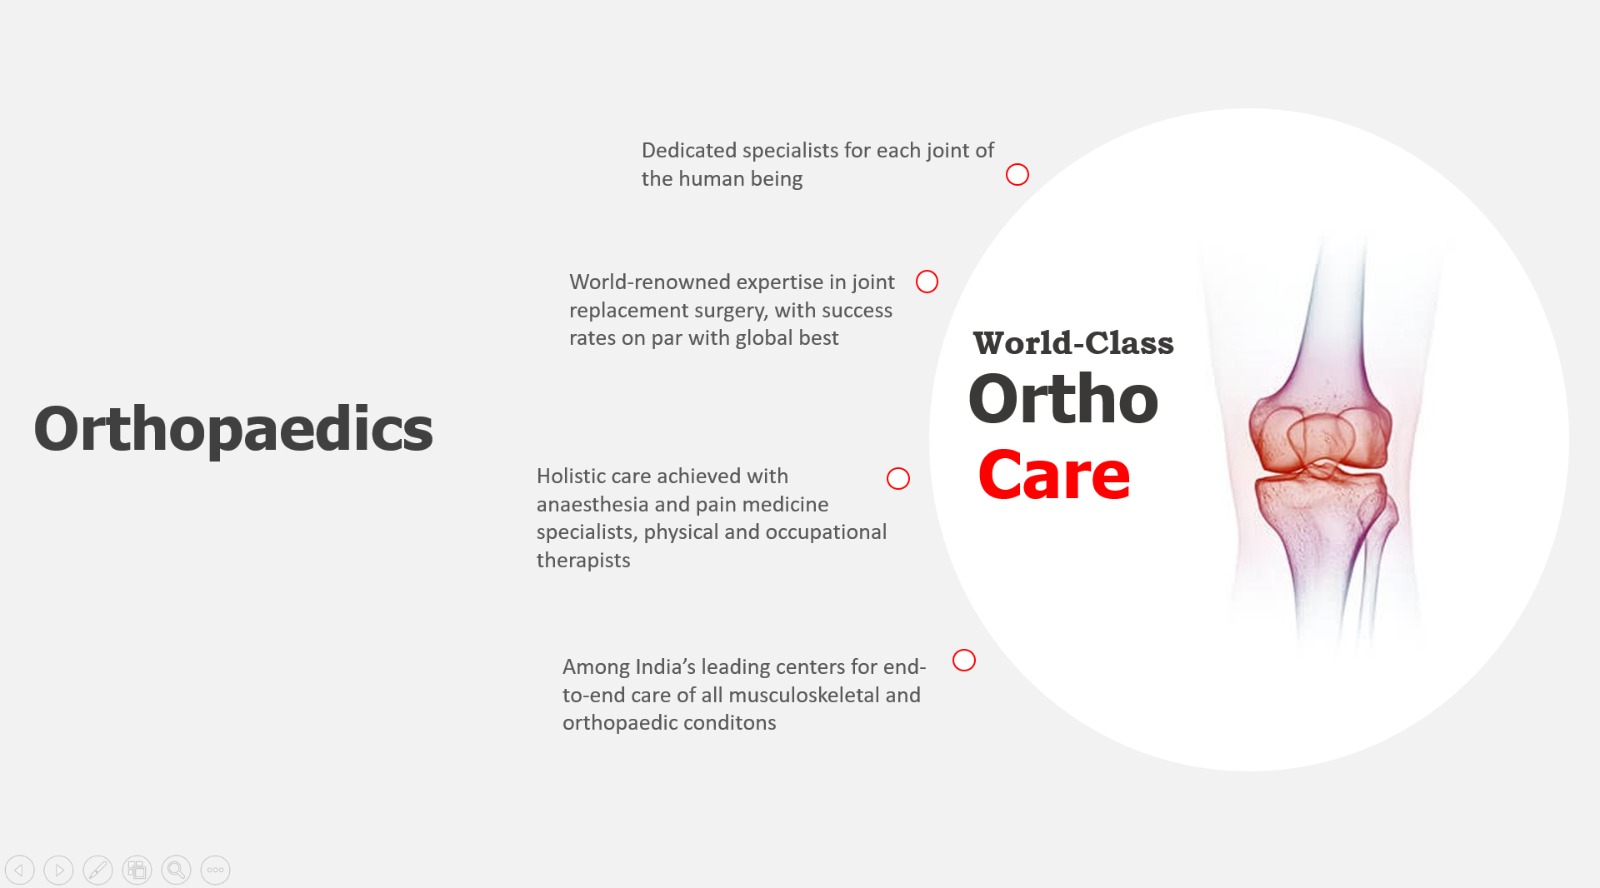 Orthopaedics
Dedicated specialists for each joint of
the human being
World-renowned expertise in joint
replacement surgery, with success
rates on par with global best
Holistic care achieved with
anaesthesia and pain medicine
specialists, physical and occupational
therapists
Among India’s leading centers for end-
to-end care of all musculoskeletal and
orthopaedic conditons
World-Class
Ortho
Care